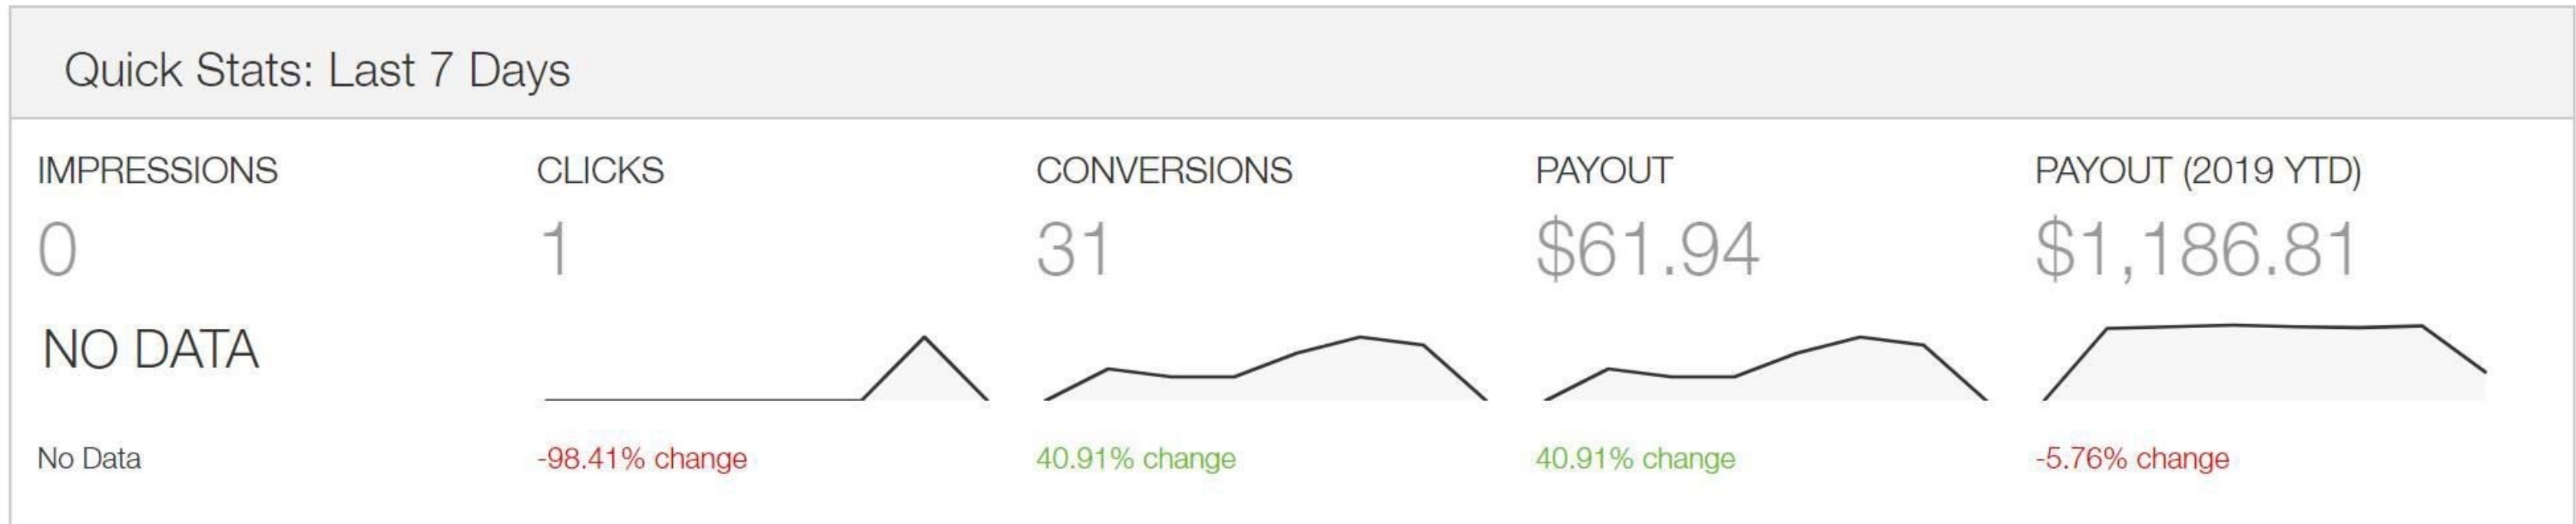 Quick Stats: Last 7 Days
IMPRESSIONS
0
NO DATA
No Data
CLICKS
1
-98.41% change
CONVERSIONS
31
40.91% change
PAYOUT
$61.94
40.91% change
PAYOUT (2019 YTD)
$1,186.81
-5.76% change